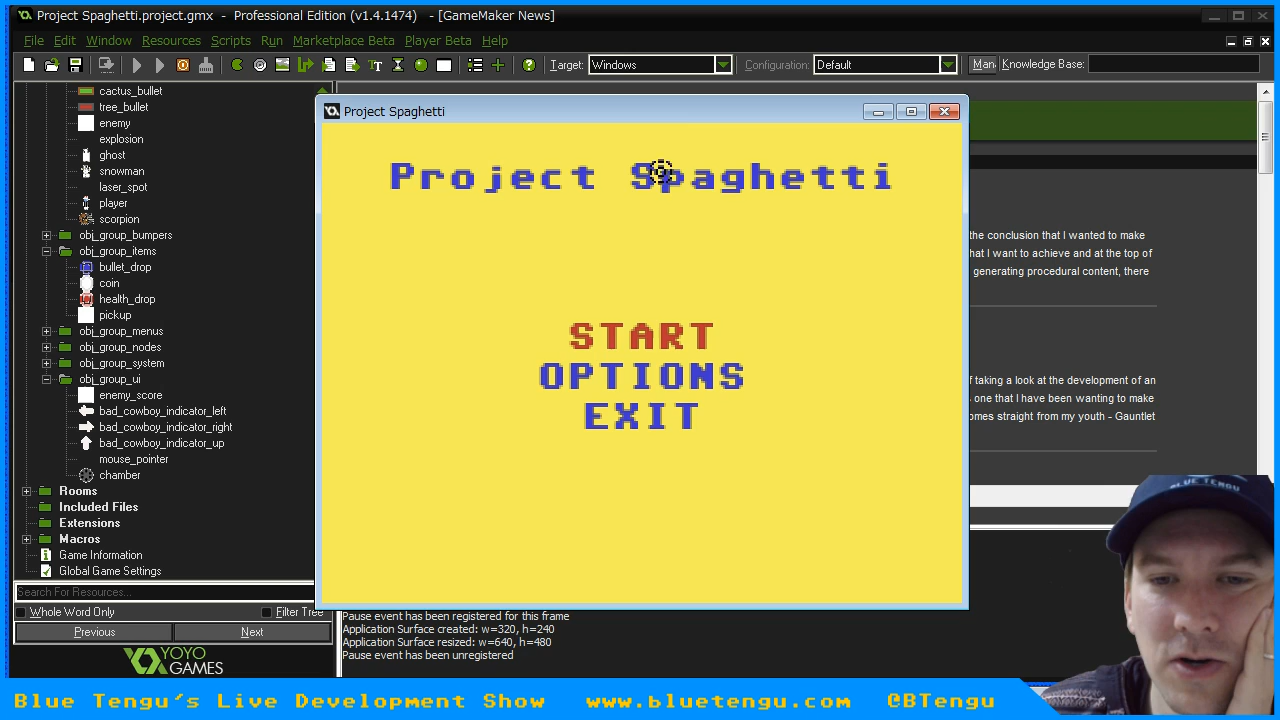 Project Spaghetti.project.gmx - Professional Edition (v1.4.1474) - [GameMaker News]
File Edit Window Resources Scripts Run Marketplace Beta Player Beta Help
Target: Windows Configuration: Default Man Knowledge Base:
cactus_bullet
tree_bullet
enemy
explosion
ghost
snowman
laser_spot
player
scorpion
obj_group_bumpers
obj_group_items
bullet_drop
coin
health_drop
pickup
obj_group_menus
obj_group_nodes
obj_group_system
obj_group_ui
enemy_score
bad_cowboy_indicator_left
bad_cowboy_indicator_right
bad_cowboy_indicator_up
mouse_pointer
chamber
Rooms
Included Files
Extensions
Macros
Game Information
Global Game Settings
Search For Resources...
Whole Word Only Filter Tree
Previous Next
YOYO
GAMES
Project Spaghetti
Project Spaghetti
START
OPTIONS
EXIT
the conclusion that I wanted to make
hat I want to achieve and at the top of
generating procedural content, there
f taking a look at the development of an
one that I have been wanting to make
omes straight from my youth - Gauntlet
Pause event has been registered for this frame
Application Surface created: w=320, h=240
Application Surface resized: w=640, h=480
Pause event has been unregistered
BLUE TENGU
Blue Tengu's Live Development Show www.bluetengu.com @BTengu